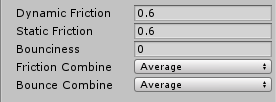 Dynamic Friction 0.6
Static Friction 0.6
Bounciness 0
Friction Combine Average
Bounce Combine Average